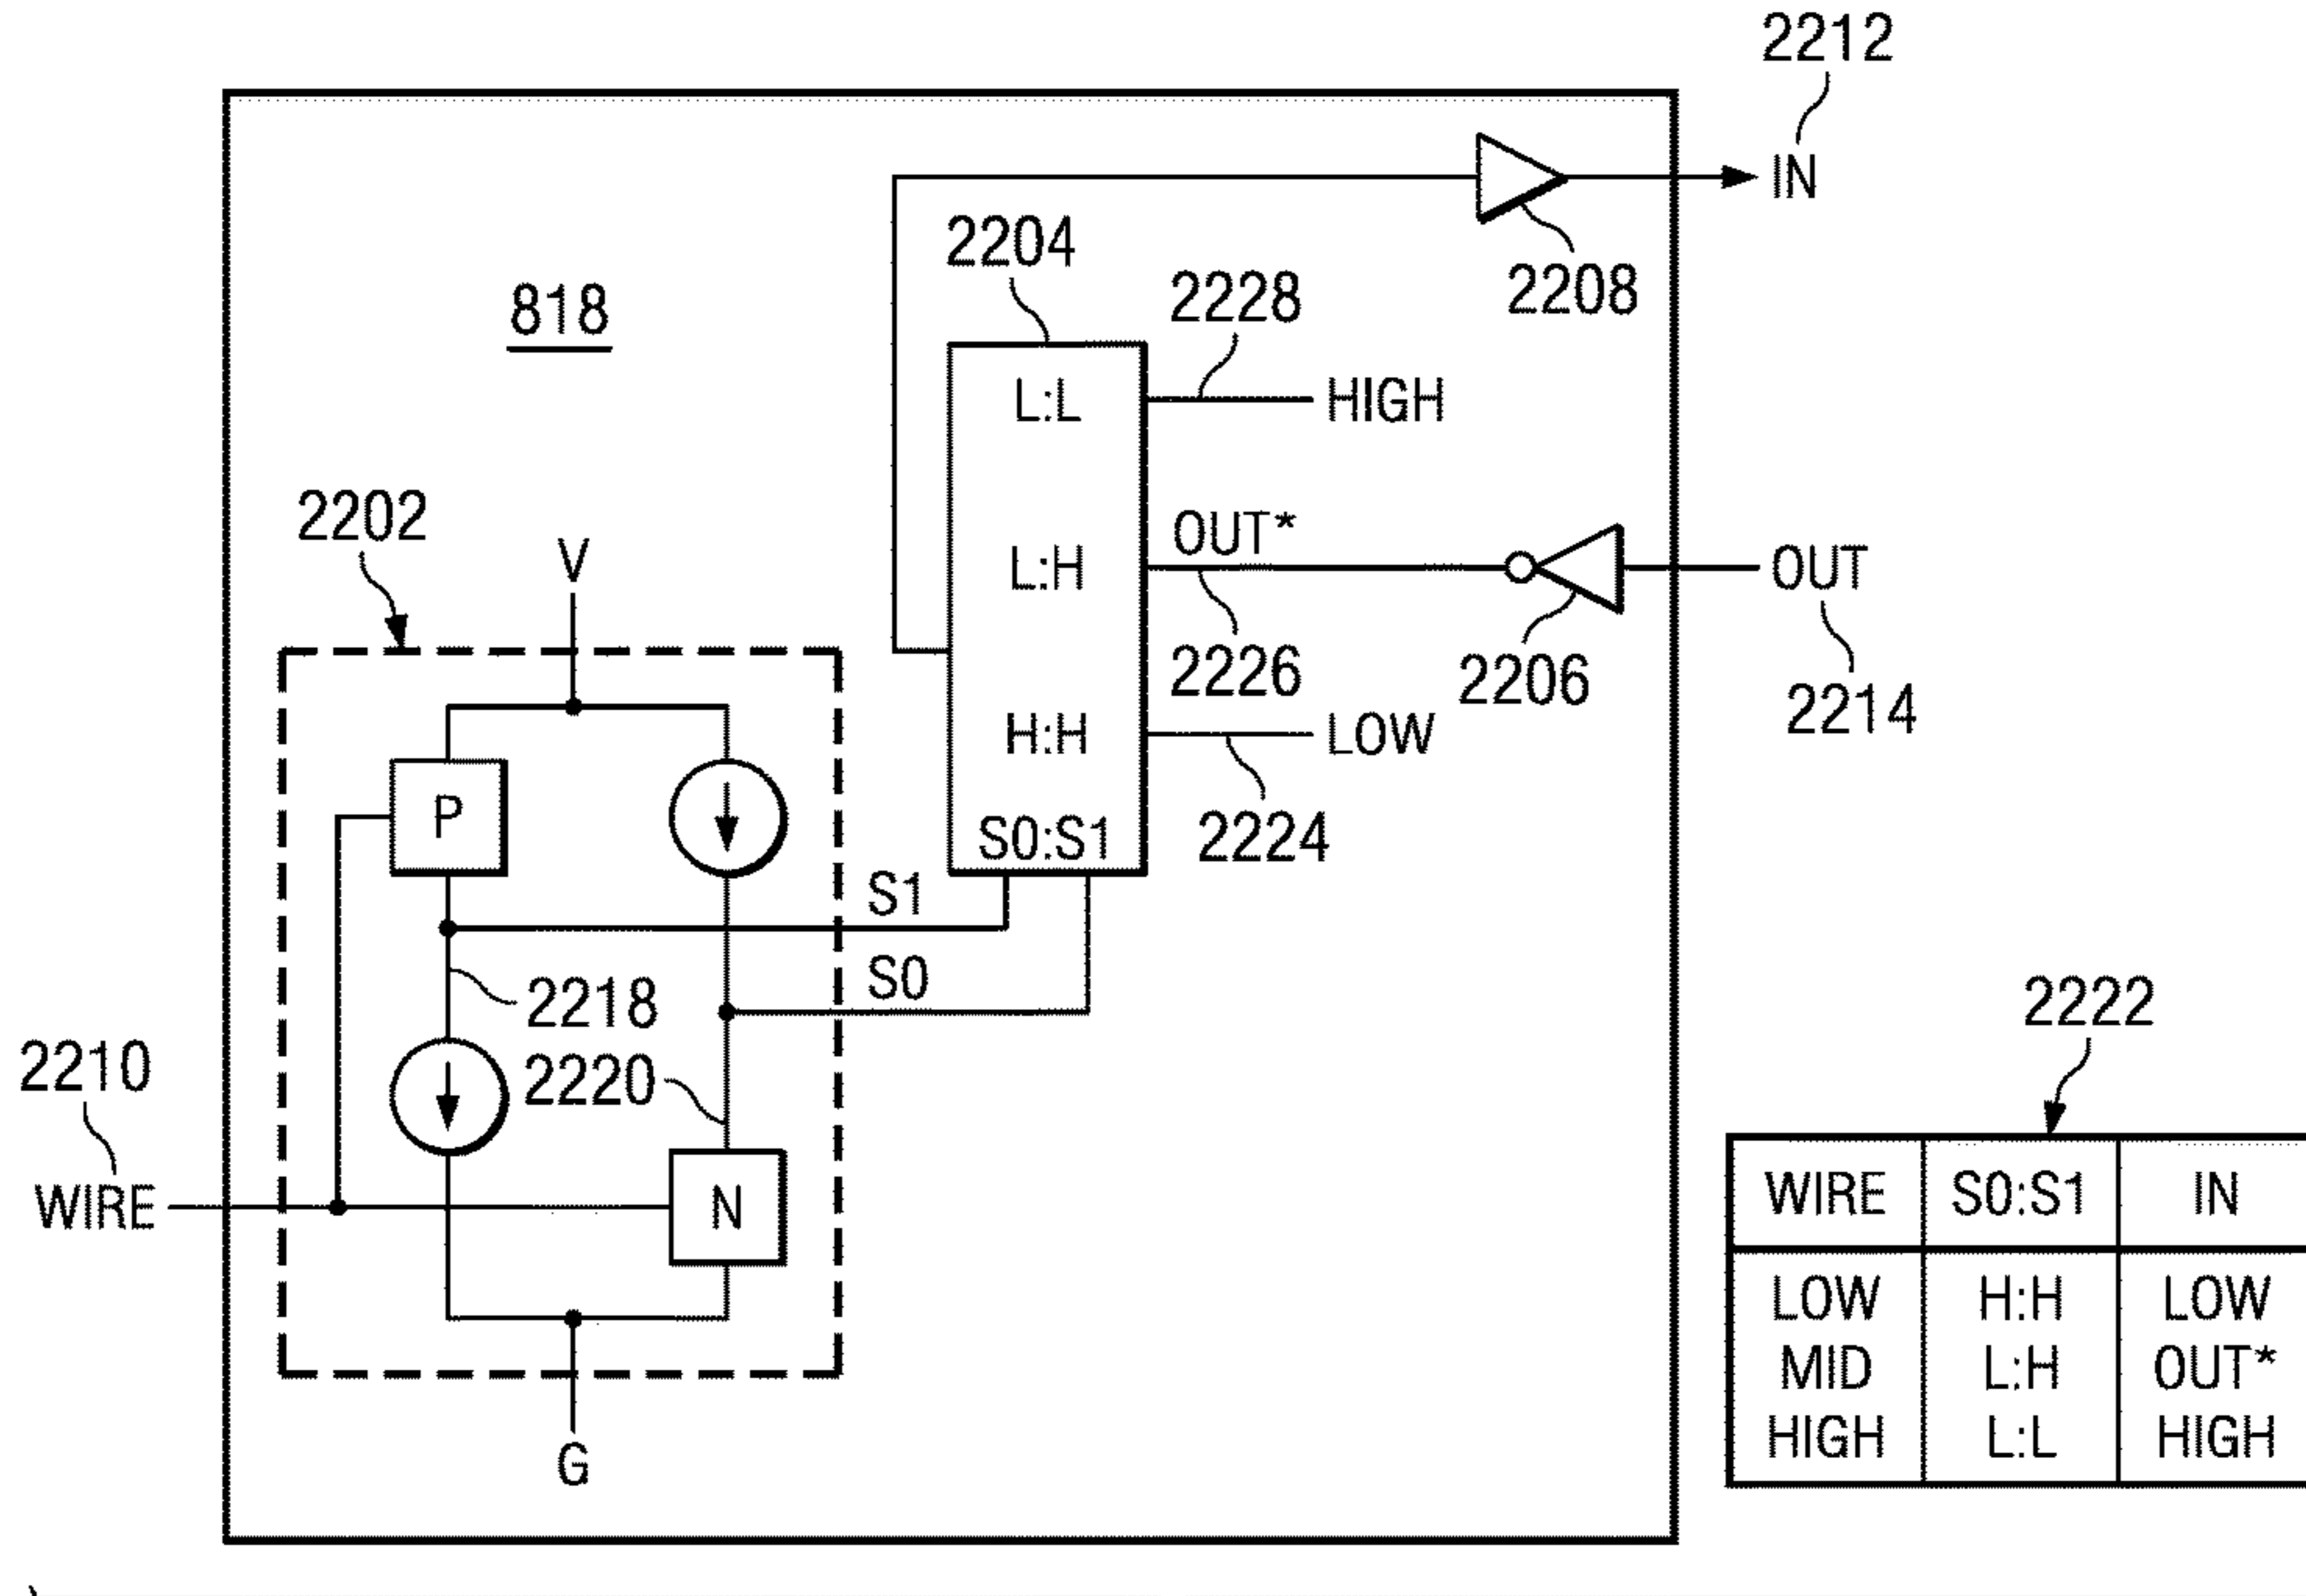 2212
IN
2204
2228
2208
818
L:L
HIGH
2202
V
OUT*
L:H
OUT
2226
2206
2214
H:H
LOW
P
S0:S1
2224
S1
S0
2218
2222
2210
2220
WIRE
N
WIRE S0:S1 IN
LOW H:H LOW
MID L:H OUT*
HIGH L:L HIGH
G